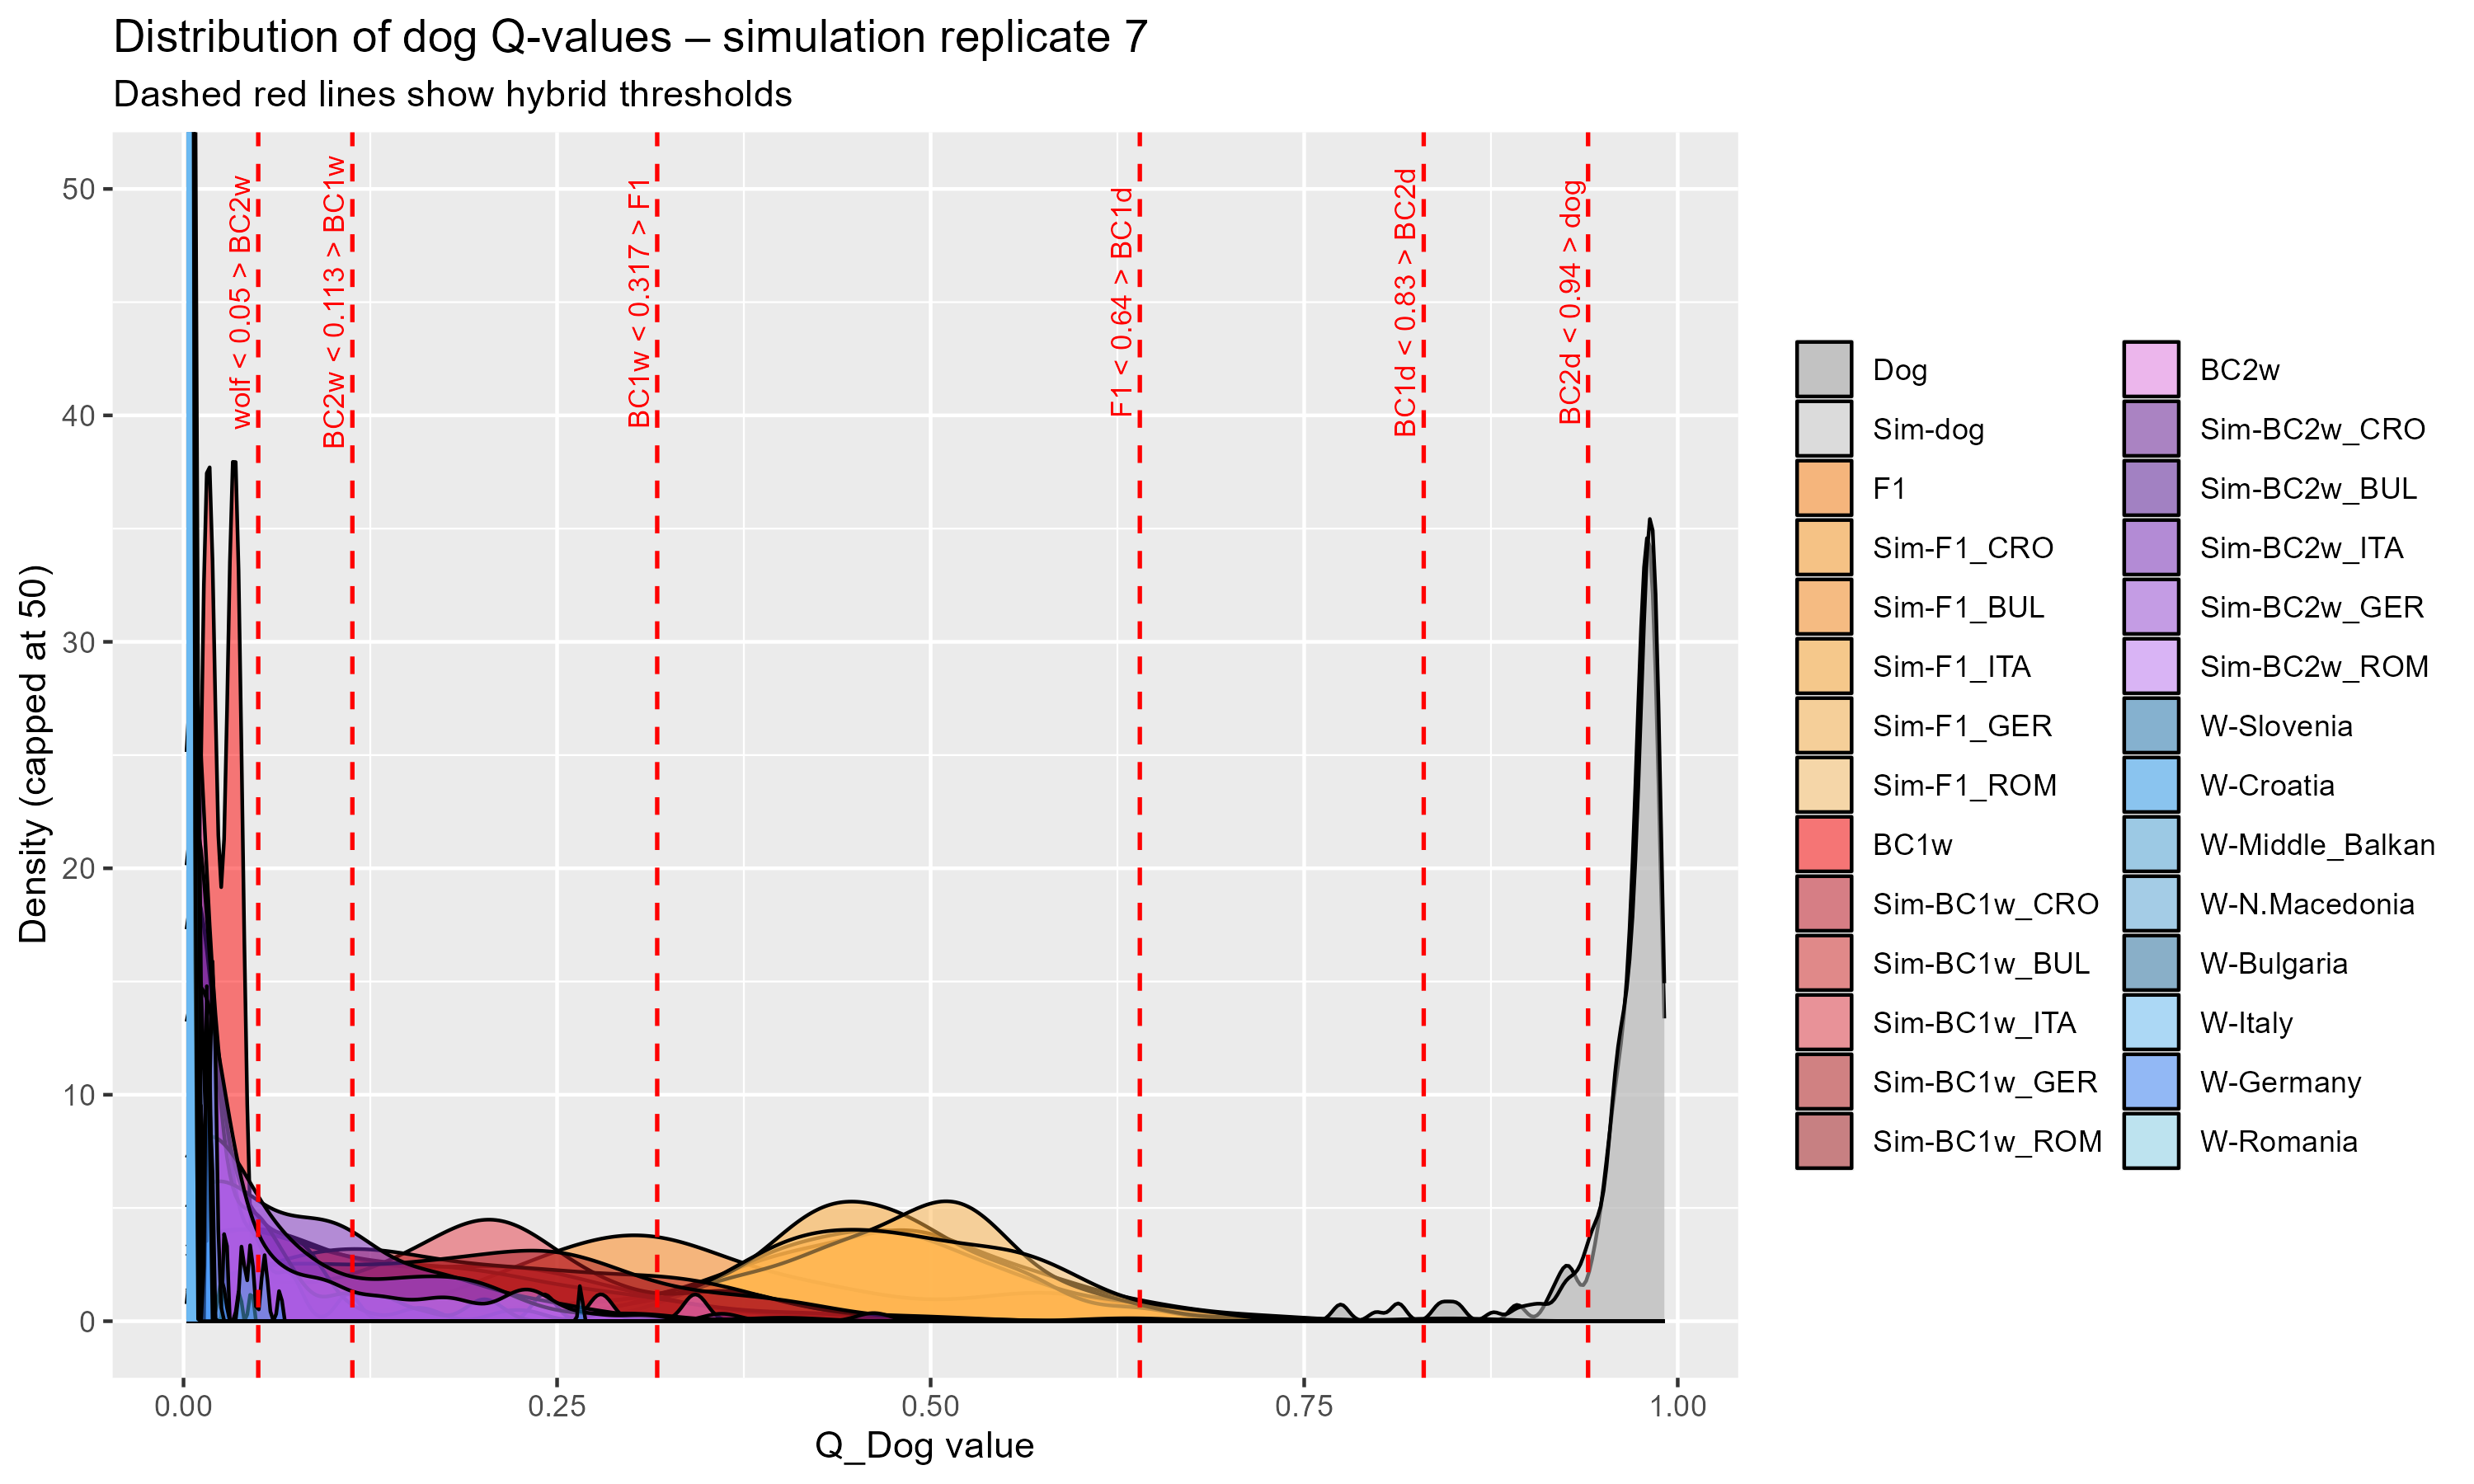 Distribution of dog Q-values – simulation replicate 7
Dashed red lines show hybrid thresholds
Density (capped at 50)
50
40
30
20
10
0
wolf < 0.05 > BC2w
BC2w < 0.113 > BC1w
BC1w < 0.317 > F1
F1 < 0.64 > BC1d
BC1d < 0.83 > BC2d
BC2d < 0.94 > dog
0.00
0.25
0.50
0.75
1.00
Q_Dog value
Dog
Sim-dog
F1
Sim-F1_CRO
Sim-F1_BUL
Sim-F1_ITA
Sim-F1_GER
Sim-F1_ROM
BC1w
Sim-BC1w_CRO
Sim-BC1w_BUL
Sim-BC1w_ITA
Sim-BC1w_GER
Sim-BC1w_ROM
BC2w
Sim-BC2w_CRO
Sim-BC2w_BUL
Sim-BC2w_ITA
Sim-BC2w_GER
Sim-BC2w_ROM
W-Slovenia
W-Croatia
W-Middle_Balkan
W-N.Macedonia
W-Bulgaria
W-Italy
W-Germany
W-Romania